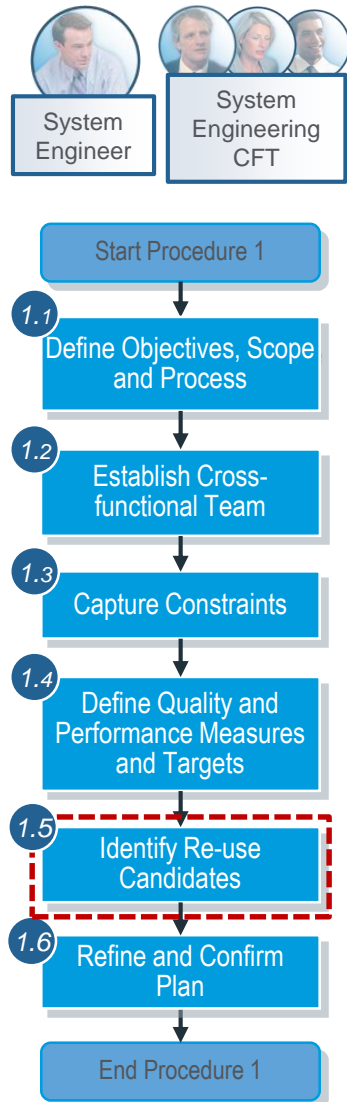 System
Engineer
System
Engineering
CFT
Start Procedure 1
1.1
Define Objectives, Scope
and Process
1.2
Establish Cross-
functional Team
1.3
Capture Constraints
1.4
Define Quality and
Performance Measures
and Targets
1.5
Identify Re-use
Candidates
1.6
Refine and Confirm
Plan
End Procedure 1